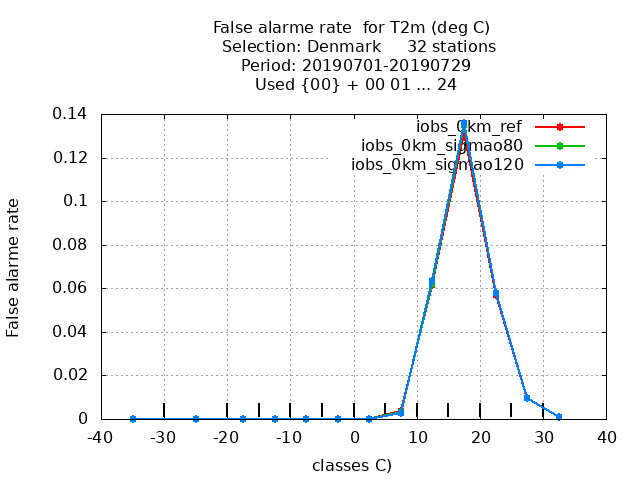 False alarme rate  for T2m (deg C)
Selection: Denmark     32 stations
Period: 20190701-20190729
Used {00} + 00 01 ... 24
iobs_0km_ref
iobs_0km_sigmao80
iobs_0km_sigmao120
False alarme rate
0.14
0.12
0.1
0.08
0.06
0.04
0.02
0
-40 -30 -20 -10 0 10 20 30 40
classes C)